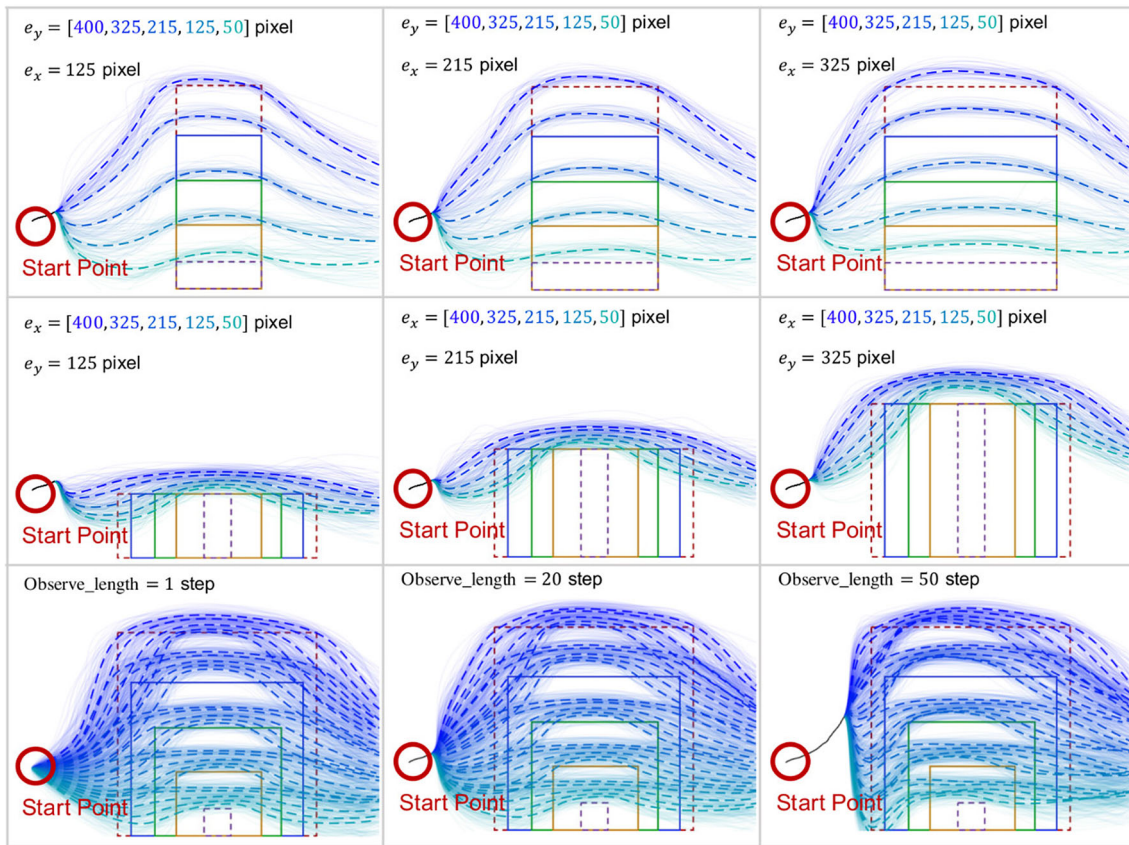 e_y = [400,325,215,125,50] pixel
e_x = 125 pixel
Start Point
e_y = [400,325,215,125,50] pixel
e_x = 215 pixel
Start Point
e_y = [400,325,215,125,50] pixel
e_x = 325 pixel
Start Point
e_x = [400,325,215,125,50] pixel
e_y = 125 pixel
Start Point
e_x = [400,325,215,125,50] pixel
e_y = 215 pixel
Start Point
e_x = [400,325,215,125,50] pixel
e_y = 325 pixel
Start Point
Observe_length = 1 step
Start Point
Observe_length = 20 step
Start Point
Observe_length = 50 step
Start Point